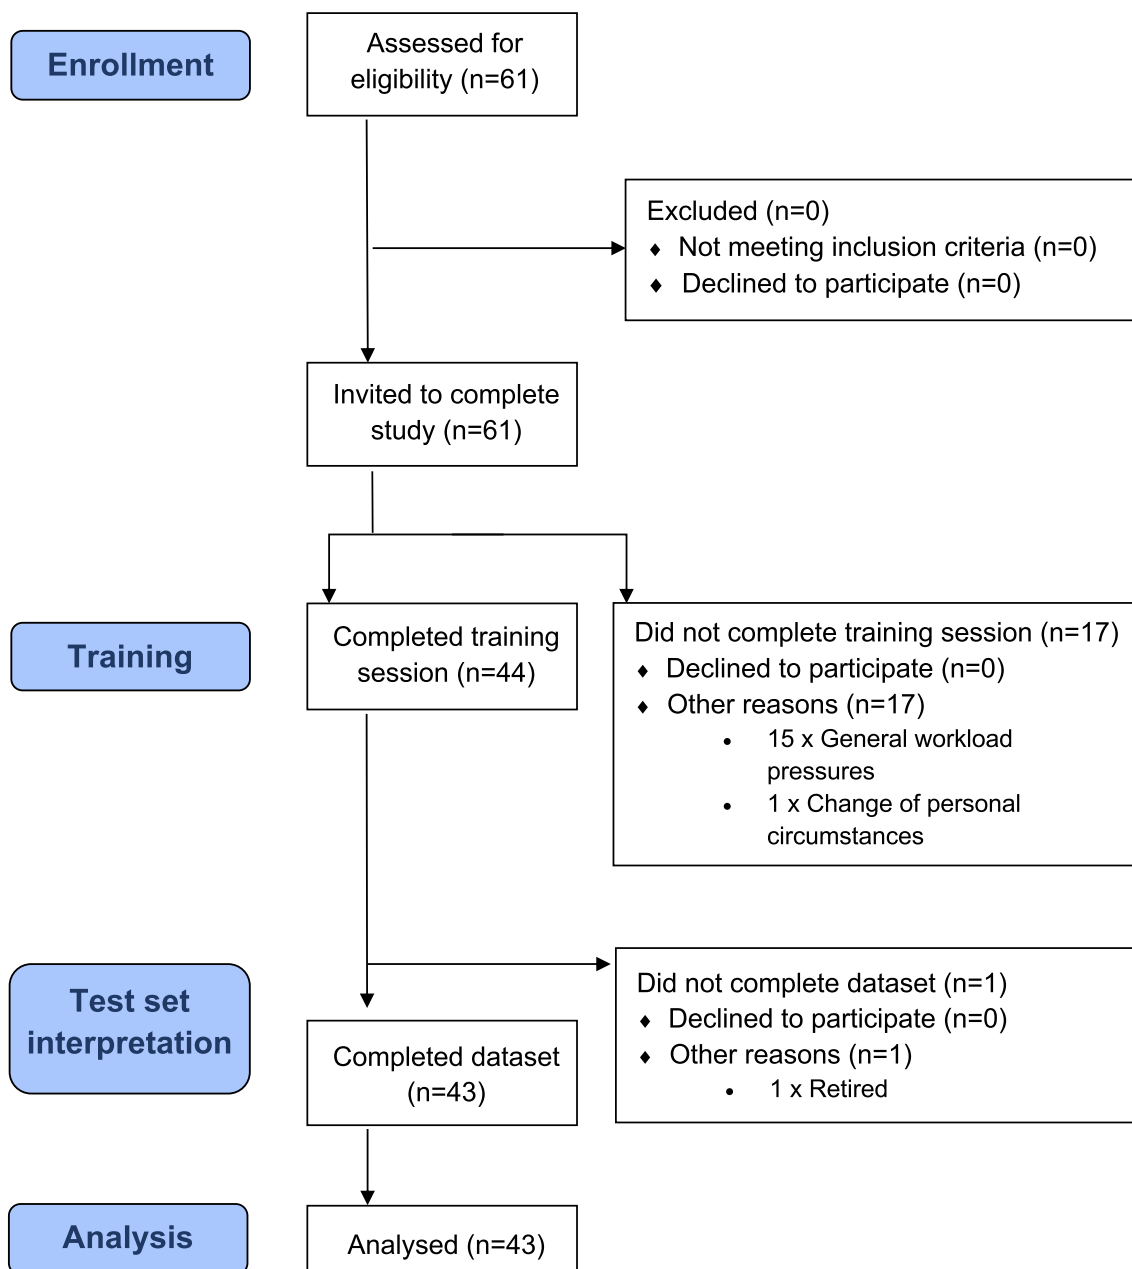 Enrollment
Assessed for
eligibility (n=61)
Excluded (n=0)
♦ Not meeting inclusion criteria (n=0)
♦ Declined to participate (n=0)
Invited to complete
study (n=61)
Training
Completed training
session (n=44)
Did not complete training session (n=17)
♦ Declined to participate (n=0)
♦ Other reasons (n=17)
• 15 x General workload
pressures
• 1 x Change of personal
circumstances
Test set
interpretation
Did not complete dataset (n=1)
♦ Declined to participate (n=0)
♦ Other reasons (n=1)
• 1 x Retired
Completed dataset
(n=43)
Analysis
Analysed (n=43)